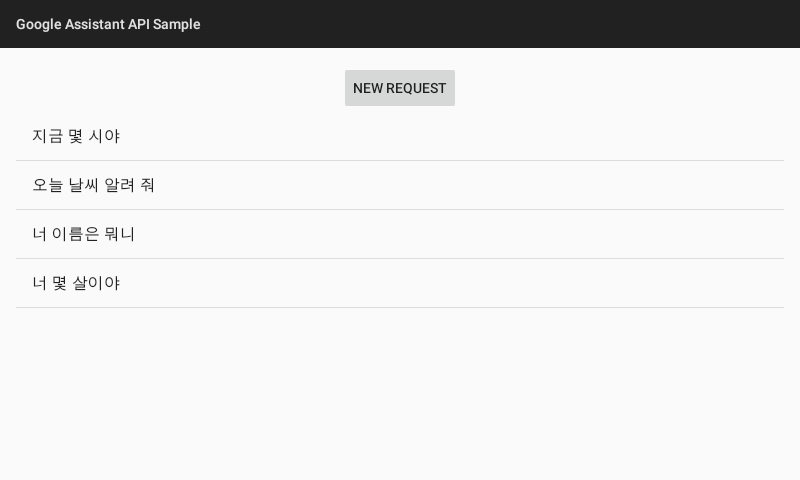 Google Assistant API Sample
NEW REQUEST
지금 몇 시야
오늘 날씨 알려 줘
너 이름은 뭐니
너 몇 살이야